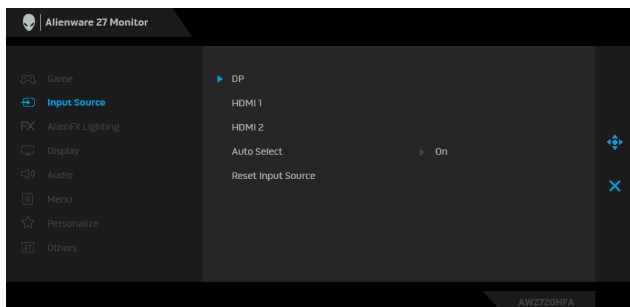 Alienware 27 Monitor
Game
Input Source
FX AlienFX Lighting
Display
Audio
Menu
Personalize
Others
DP
HDMI 1
HDMI 2
Auto Select On
Reset Input Source
AW2720HFA